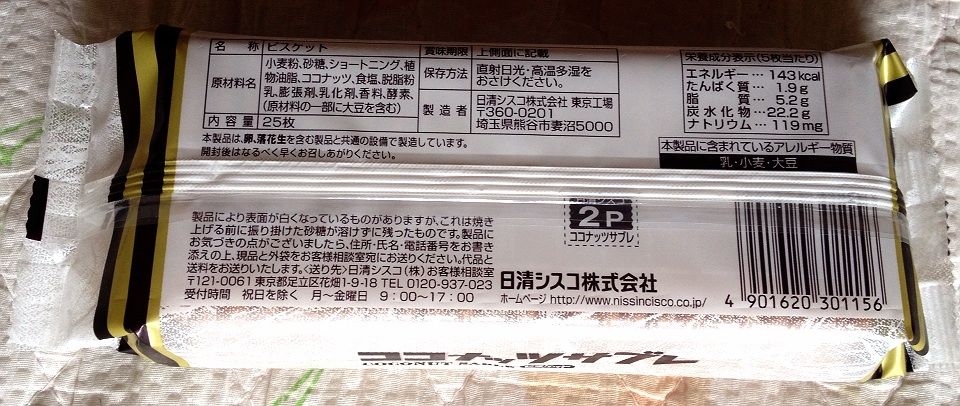 名称 ビスケット
原材料名 小麦粉、砂糖、ショートニング、植
物油脂、ココナッツ、食塩、脱脂粉
乳、膨張剤、乳化剤、香料、酵素、
(原材料の一部に大豆を含む)
内容量 25枚
賞味期限 上側面に記載
保存方法 直射日光・高温多湿を
おさけください。
製造者 日清シスコ株式会社 東京工場
〒360-0201
埼玉県熊谷市妻沼5000
本製品は、卵、落花生を含む製品と共通の設備で製造しています。
開封後はなるべく早くお召しあがりください。
栄養成分表示(5枚当たり)
エネルギー…143kcal
たんぱく質… 1.9g
脂質… 5.2g
炭水化物…22.2g
ナトリウム…119mg
本製品に含まれているアレルギー物質
乳・小麦・大豆
製品により表面が白くなっているものがありますが、これは焼き
上げる前に振り掛けた砂糖が溶けずに残ったものです。製品
にお気づきの点がございましたら、住所・氏名・電話番号をお書き
添えの上、現品と外袋をお客様相談室宛にお送りください。代品と
送料をお送りいたします。〈送り先〉日清シスコ(株)お客様相談室
〒121-0061 東京都足立区花畑1-9-18 TEL 0120-937-023
受付時間 祝日を除く 月〜金曜日 9:00〜17:00
2P
ココナッツサブレ
日清シスコ株式会社
ホームページ http://www.nissincisco.co.jp/
4 901620 301156
ココナッツサブレ